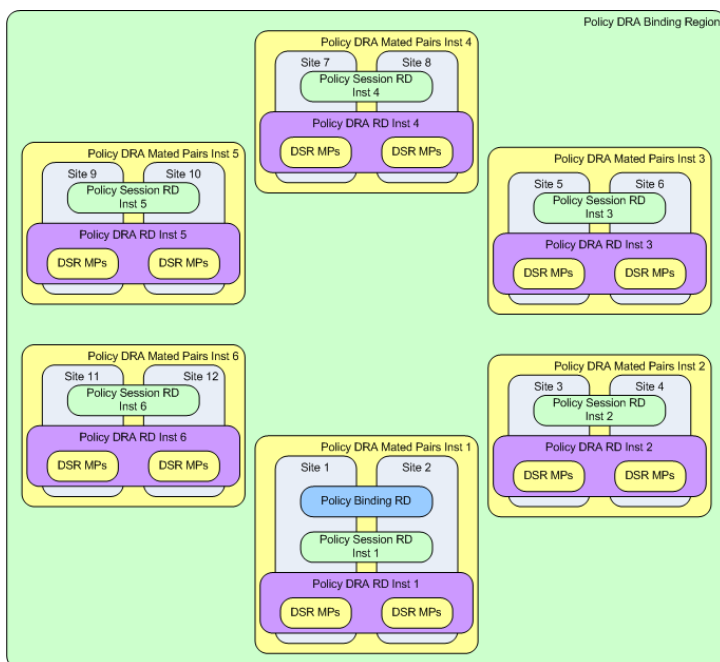 Policy DRA Binding Region
Policy DRA Mated Pairs Inst 4
Site 7
Site 8
Policy Session RD
Inst 4
Policy DRA RD Inst 4
DSR MPs
DSR MPs
Policy DRA Mated Pairs Inst 5
Site 9
Site 10
Policy Session RD
Inst 5
Policy DRA RD Inst 5
DSR MPs
DSR MPs
Policy DRA Mated Pairs Inst 3
Site 5
Site 6
Policy Session RD
Inst 3
Policy DRA RD Inst 3
DSR MPs
DSR MPs
Policy DRA Mated Pairs Inst 6
Site 11
Site 12
Policy Session RD
Inst 6
Policy DRA RD Inst 6
DSR MPs
DSR MPs
Policy DRA Mated Pairs Inst 2
Site 3
Site 4
Policy Session RD
Inst 2
Policy DRA RD Inst 2
DSR MPs
DSR MPs
Policy DRA Mated Pairs Inst 1
Site 1
Site 2
Policy Binding RD
Policy Session RD
Inst 1
Policy DRA RD Inst 1
DSR MPs
DSR MPs